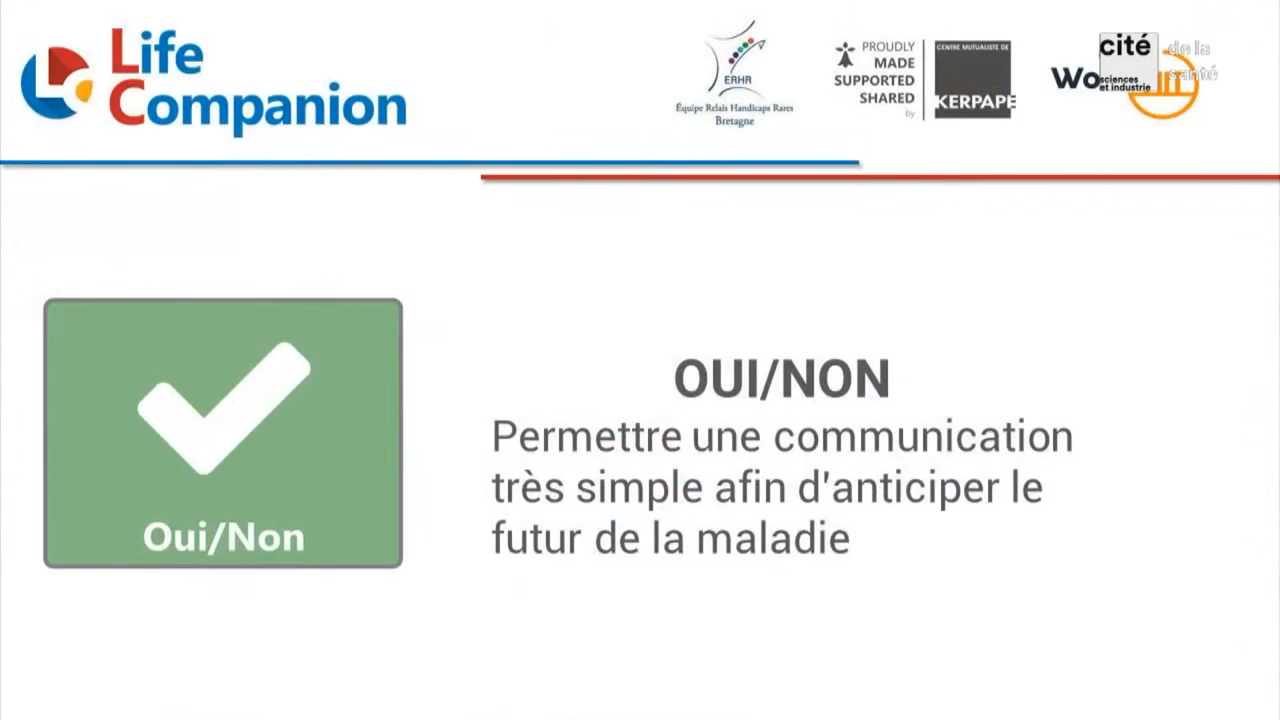 Life
Companion
ERHR
Équipe Relais Handicaps Rares
Bretagne
PROUDLY
MADE
SUPPORTED
SHARED
by
CENTRE MUTUALISTE DE
KERPAPE
Wo
cité
sciences
et industrie
de la
santé
Oui/Non
OUI/NON
Permettre une communication
très simple afin d'anticiper le
futur de la maladie